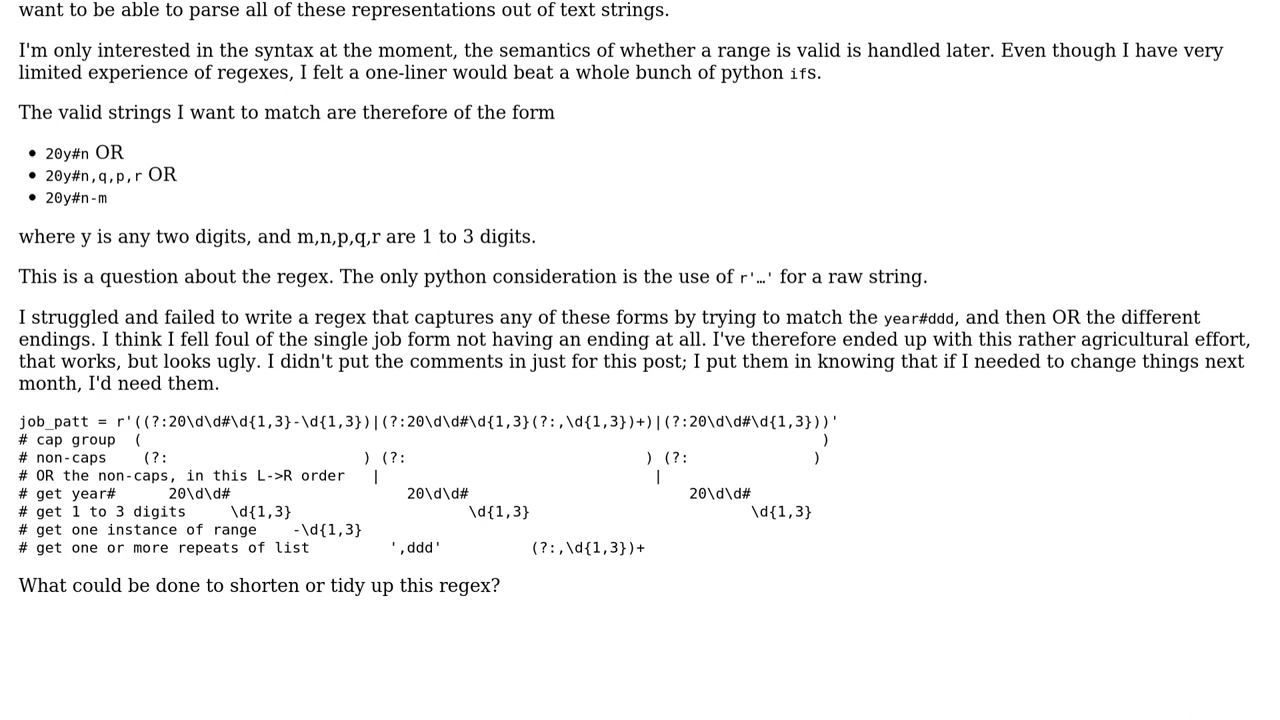 want to be able to parse all of these representations out of text strings.
I'm only interested in the syntax at the moment, the semantics of whether a range is valid is handled later. Even though I have very
limited experience of regexes, I felt a one-liner would beat a whole bunch of python ifs.
The valid strings I want to match are therefore of the form
• 20y#n OR
• 20y#n,q,p,r OR
• 20y#n-m
where y is any two digits, and m,n,p,q,r are 1 to 3 digits.
This is a question about the regex. The only python consideration is the use of r'…' for a raw string.
I struggled and failed to write a regex that captures any of these forms by trying to match the year#ddd, and then OR the different
endings. I think I fell foul of the single job form not having an ending at all. I've therefore ended up with this rather agricultural effort,
that works, but looks ugly. I didn't put the comments in just for this post; I put them in knowing that if I needed to change things next
month, I'd need them.
job_patt = r'((?:20\d\d#\d{1,3}-\d{1,3})|(?:20\d\d#\d{1,3}(?:,\d{1,3})+)|(?:20\d\d#\d{1,3}))'
# cap group  (                                                                             )
# non-caps    (?:                      ) (?:                           ) (?:              )
# OR the non-caps, in this L->R order   |                               |
# get year#      20\d\d#                    20\d\d#                         20\d\d#
# get 1 to 3 digits     \d{1,3}                    \d{1,3}                         \d{1,3}
# get one instance of range    -\d{1,3}
# get one or more repeats of list         ',ddd'          (?:,\d{1,3})+
What could be done to shorten or tidy up this regex?